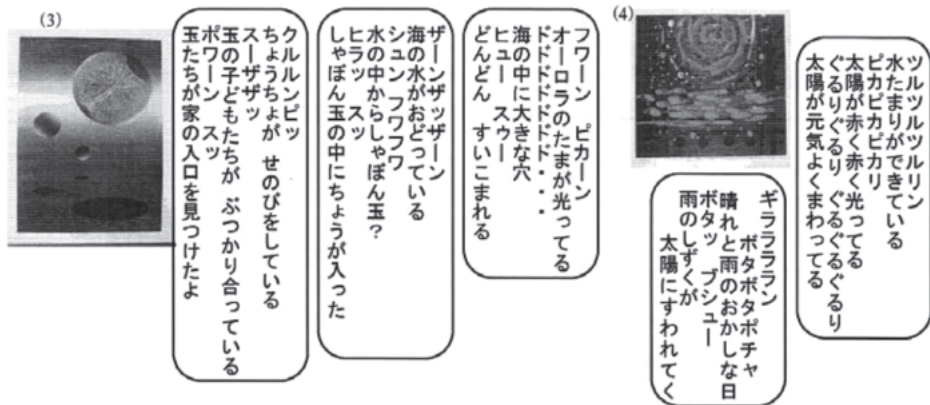 (3)
フワーン　ピカーン
オーロラのたまが光ってる
ドドドドドドド・・・
海の中に大きな穴
ヒュー　スゥー
どんどん　すいこまれる
ザーンザッザーン
海の水がおどっている
シュン　フワフワ
水の中からしゃぼん玉？
ヒラッ　スッ
しゃぼん玉の中にちょうが入った
クルルンピッ
ちょうちょが　せのびをしている
スーザザッ
玉の子どもたちが　ぶつかり合っている
ポワーン　スッ
玉たちが家の入口を見つけたよ
(4)
ツルツルツルリン
水たまりができている
ピカピカピカリ
太陽が赤く赤く光ってる
ぐるりぐるり　ぐるぐるぐるり
太陽が元気よくまわってる
ギラララララン
ボタボタポチャ
晴れと雨のおかしな日
ボタッ　ブシュー
雨のしずくが
太陽にすわれてく